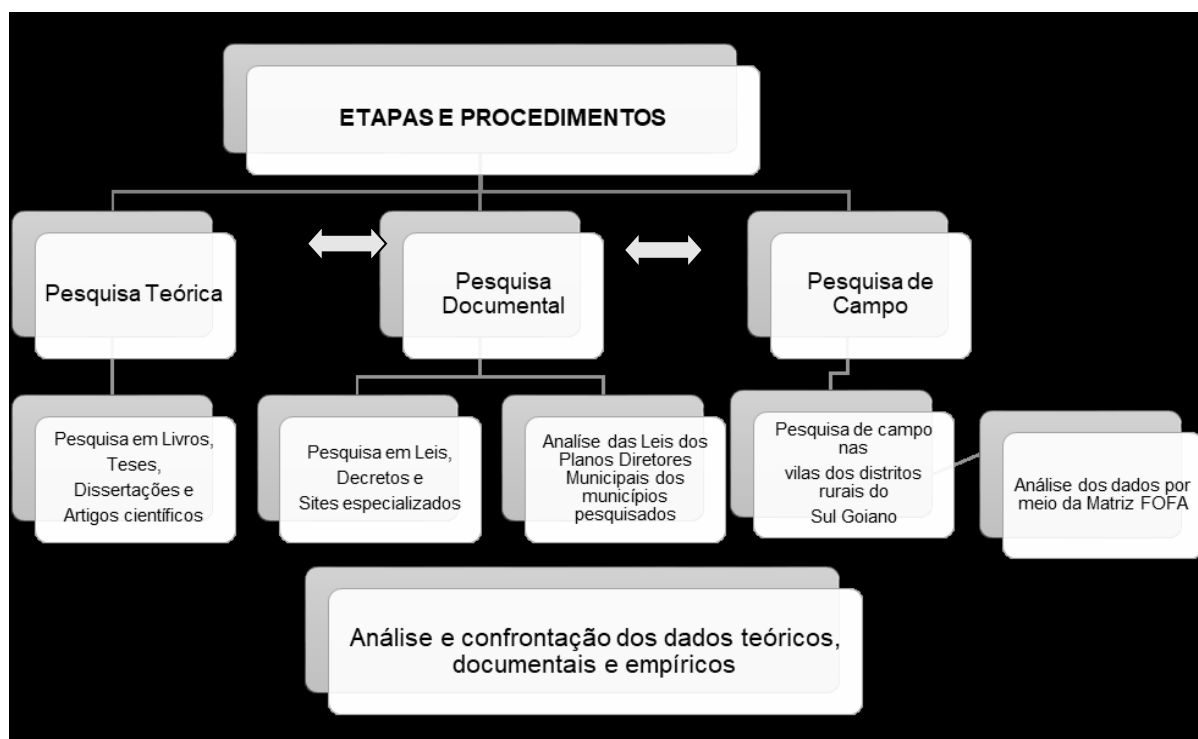 ETAPAS E PROCEDIMENTOS
Pesquisa Teórica
Pesquisa
Documental
Pesquisa de
Campo
Pesquisa em Livros,
Teses,
Dissertações e
Artigos científicos
Pesquisa em Leis,
Decretos e
Sites especializados
Analíse das Leis dos
Planos Diretores
Municipais dos
municípios
pesquisados
Pesquisa de campo
nas
vilas dos distritos
rurais do
Sul Goiano
Análise dos dados por
meio da Matriz FOFA
Análise e confrontação dos dados teóricos,
documentais e empíricos